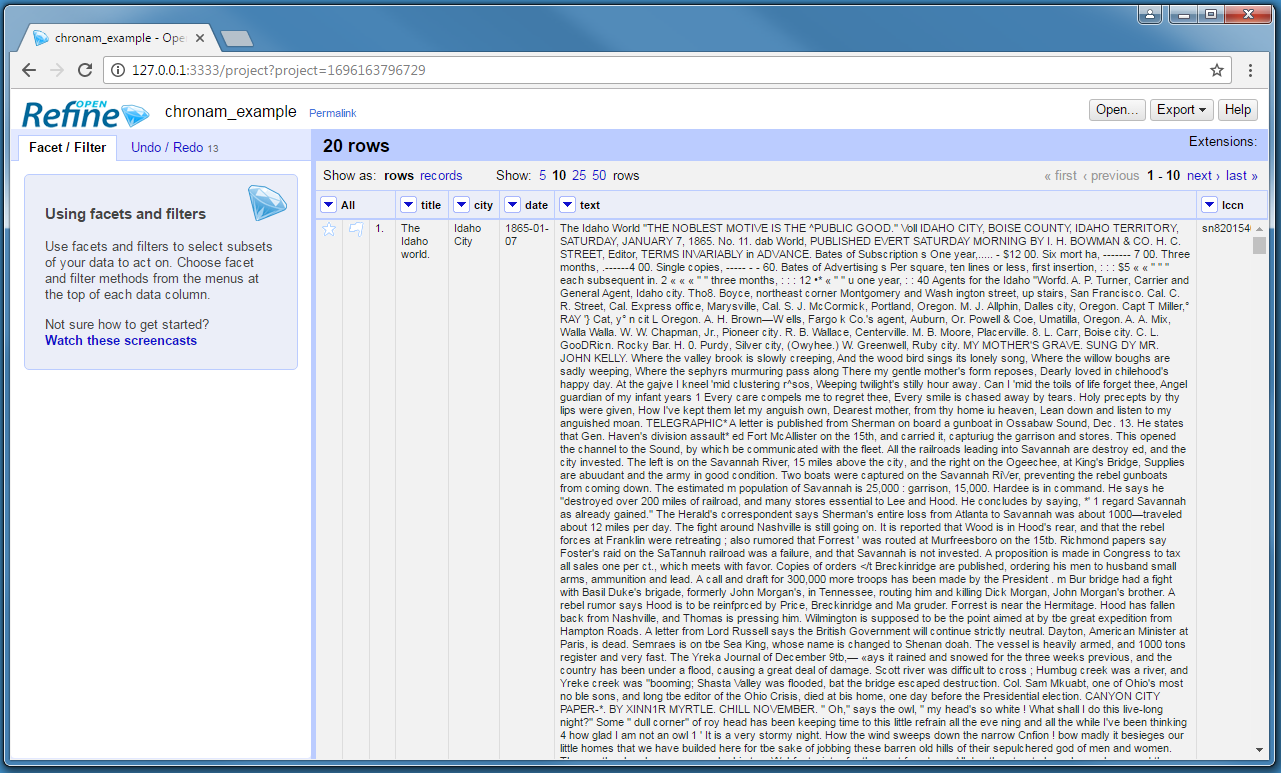 chronam_example - Ope
127.0.0.1:3333/project?project=1696163796729
OPEN
Refine
chronam_example
Permalink
Open...
Export
Help
Facet / Filter
Undo / Redo 13
20 rows
Extensions:
Show as: rows records
Show: 5 10 25 50 rows
« first ‹ previous 1 - 10 next › last »
Using facets and filters
Use facets and filters to select subsets
of your data to act on. Choose facet
and filter methods from the menus at
the top of each data column.
Not sure how to get started?
Watch these screencasts
All
title
city
date
text
lccn
1.
The
Idaho
world.
Idaho
City
1865-01-
07
The Idaho World "THE NOBLEST MOTIVE IS THE ^PUBLIC GOOD." \/oll IDAHO CITY, BOISE COUNTY, IDAHO TERRITORY,
SATURDAY, JANUARY 7, 1865. No. 11. dab World, PUBLISHED EVERT SATURDAY MORNING BY I. H. BOWMAN & CO. H. C.
STREET, Editor, TERMS INVARIABLY in ADVANCE. Bates of Subscription s One year,..... - $12 00. Six mort ha, ------- 7 00. Three
months, .------4 00. Single copies, ----- - - 60. Bates of Advertising s Per square, ten lines or less, first insertion, : : : $5 « « " " "
each subsequent in. 2 « « « " " three months, : : : 12 •* « " " u one year, : : 40 Agents for the Idaho "Worfd. A. P. Turner, Carrier and
General Agent, Idaho city. Tho8. Boyce, northeast corner Montgomery and Wash ington street, up stairs, San Francisco. Cal. C.
R. Street, Cal. Express office, Marysville, Cal. S. J. McCormick, Portland, Oregon. M. J. Allphin, Dalles city, Oregon. Capt T Miller,°
RAY '} Cat, y° n cit L Oregon. A. H. Brown—W ells, Fargo k Co.'s agent, Auburn, Or. Powell & Coe, Umatilla, Oregon. A. A. Mix,
Walla Walla. W. W. Chapman, Jr., Pioneer city. R. B. Wallace, Centerville. M. B. Moore, Placerville. 8. L. Carr, Boise city. C. L.
GooDRicn. Rocky Bar. H. 0. Purdy, Silver city, (Owyhee.) W. Greenwell, Ruby city. MY MOTHER'S GRAVE. SUNG DY MR.
JOHN KELLY. Where the valley brook is slowly creeping, And the wood bird sings its lonely song, Where the willow boughs are
sadly weeping, Where the sephyrs murmuring pass along There my gentle mother's form reposes, Dearly loved in chilehood's
happy day. At the gajve I kneel 'mid clustering r^sos, Weeping twilight's stilly hour away. Can I 'mid the toils of life forget thee, Angel
guardian of my infant years 1 Every care compels me to regret thee, Every smile is chased away by tears. Holy precepts by thy
lips were given, How I've kept them let my anguish own, Dearest mother, from thy home iu heaven, Lean down and listen to my
anguished moan. TELEGRAPHIC* A letter is published from Sherman on board a gunboat in Ossabaw Sound, Dec. 13. He states
that Gen. Haven's division assault* ed Fort McAllister on the 15th, and carried it, capturiug the garrison and stores. This opened
the channel to the Sound, by which be communicated with the fleet. All the railroads leading into Savannah are destroy ed, and the
city invested. The left is on the Savannah River, 15 miles above the city, and the right on the Ogeechee, at King's Bridge, Supplies
are abuudant and the army in good condition. Two boats were captured on the Savannah RiVer, preventing the rebel gunboats
from coming down. The estimated m population of Savannah is 25,000 : garrison, 15,000. Hardee is in command. He says he
"destroyed over 200 miles of railroad, and many stores essential to Lee and Hood. He concludes by saying, *' 1 regard Savannah
as already gained." The Herald's correspondent says Sherman's entire loss from Atlanta to Savannah was about 1000—traveled
about 12 miles per day. The fight around Nashville is still going on. It is reported that Wood is in Hood's rear, and that the rebel
forces at Franklin were retreating ; also rumored that Forrest ' was routed at Murfreesboro on the 15tb. Richmond papers say
Foster's raid on the SaTannuh railroad was a failure, and that Savannah is not invested. A proposition is made in Congress to tax
all sales one per ct., which meets with favor. Copies of orders </t Breckinridge are published, ordering his men to husband small
arms, ammunition and lead. A call and draft for 300,000 more troops has been made by the President . m Bur bridge had a fight
with Basil Duke's brigade, formerly John Morgan's, in Tennessee, routing him and killing Dick Morgan, John Morgan's brother. A
rebel rumor says Hood is to be reinfprced by Price, Breckinridge and Ma gruder. Forrest is near the Hermitage. Hood has fallen
back from Nashville, and Thomas is pressing him. Wilmington is supposed to be the point aimed at by the great expedition from
Hampton Roads. A letter from Lord Russell says the British Government will continue strictly neutral. Dayton, American Minister at
Paris, is dead. Semraes is on the Sea King, whose name is changed to Shenan doah. The vessel is heavily armed, and 1000 tons
register and very fast. The Yreka Journal of December 9tb,— «ays it rained and snowed for the three weeks previous, and the
country has been under a flood, causing a great deal of damage. Scott river was difficult to cross ; Humbug creek was a river, and
Yreke creek was "booming; Shasta Valley was flooded, bat the bridge escaped destruction. Col. Sam Mkuabt, one of Ohio's most
no ble sons, and long tbe editor of the Ohio Crisis, died at bis home, one day before the Presidential election. CANYON CITY
PAPER-*. BY XINN1R MYRTLE. CHILL NOVEMBER. " Oh," says the owl, " my head's so white ! What shall I do this live-long
night?" Some " dull corner" of roy head has been keeping time to this little refrain all the eve ning and all the while I've been thinking
4 how glad I am not an owl 1 ' It is a very stormy night. How the wind sweeps down the narrow Cnfion ! bow madly it besieges our
little homes that we have builded here for the sake of jobbing these barren old hills of their sepulchered god of men and women.
sn8201540